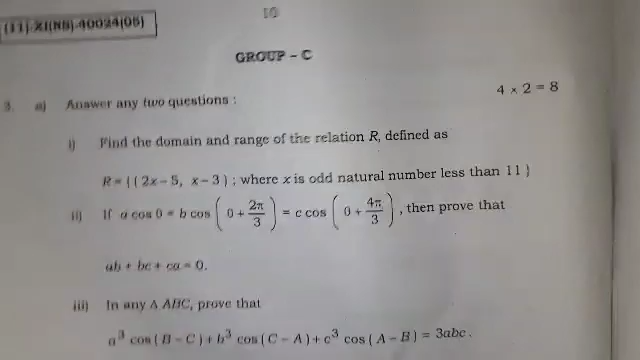 (11) XI(NS) 40024(05)
10
GROUP – C
3. a) Answer any two questions : 4 × 2 = 8
i) Find the domain and range of the relation R, defined as
R = { ( 2x – 5, x – 3 ) ; where x is odd natural number less than 11 }
ii) If a cos θ = b cos ( θ + 2π/3 ) = c cos ( θ + 4π/3 ), then prove that
ab + bc + ca = 0.
iii) In any Δ ABC, prove that
a³ cos ( B – C ) + b³ cos ( C – A ) + c³ cos ( A – B ) = 3abc .